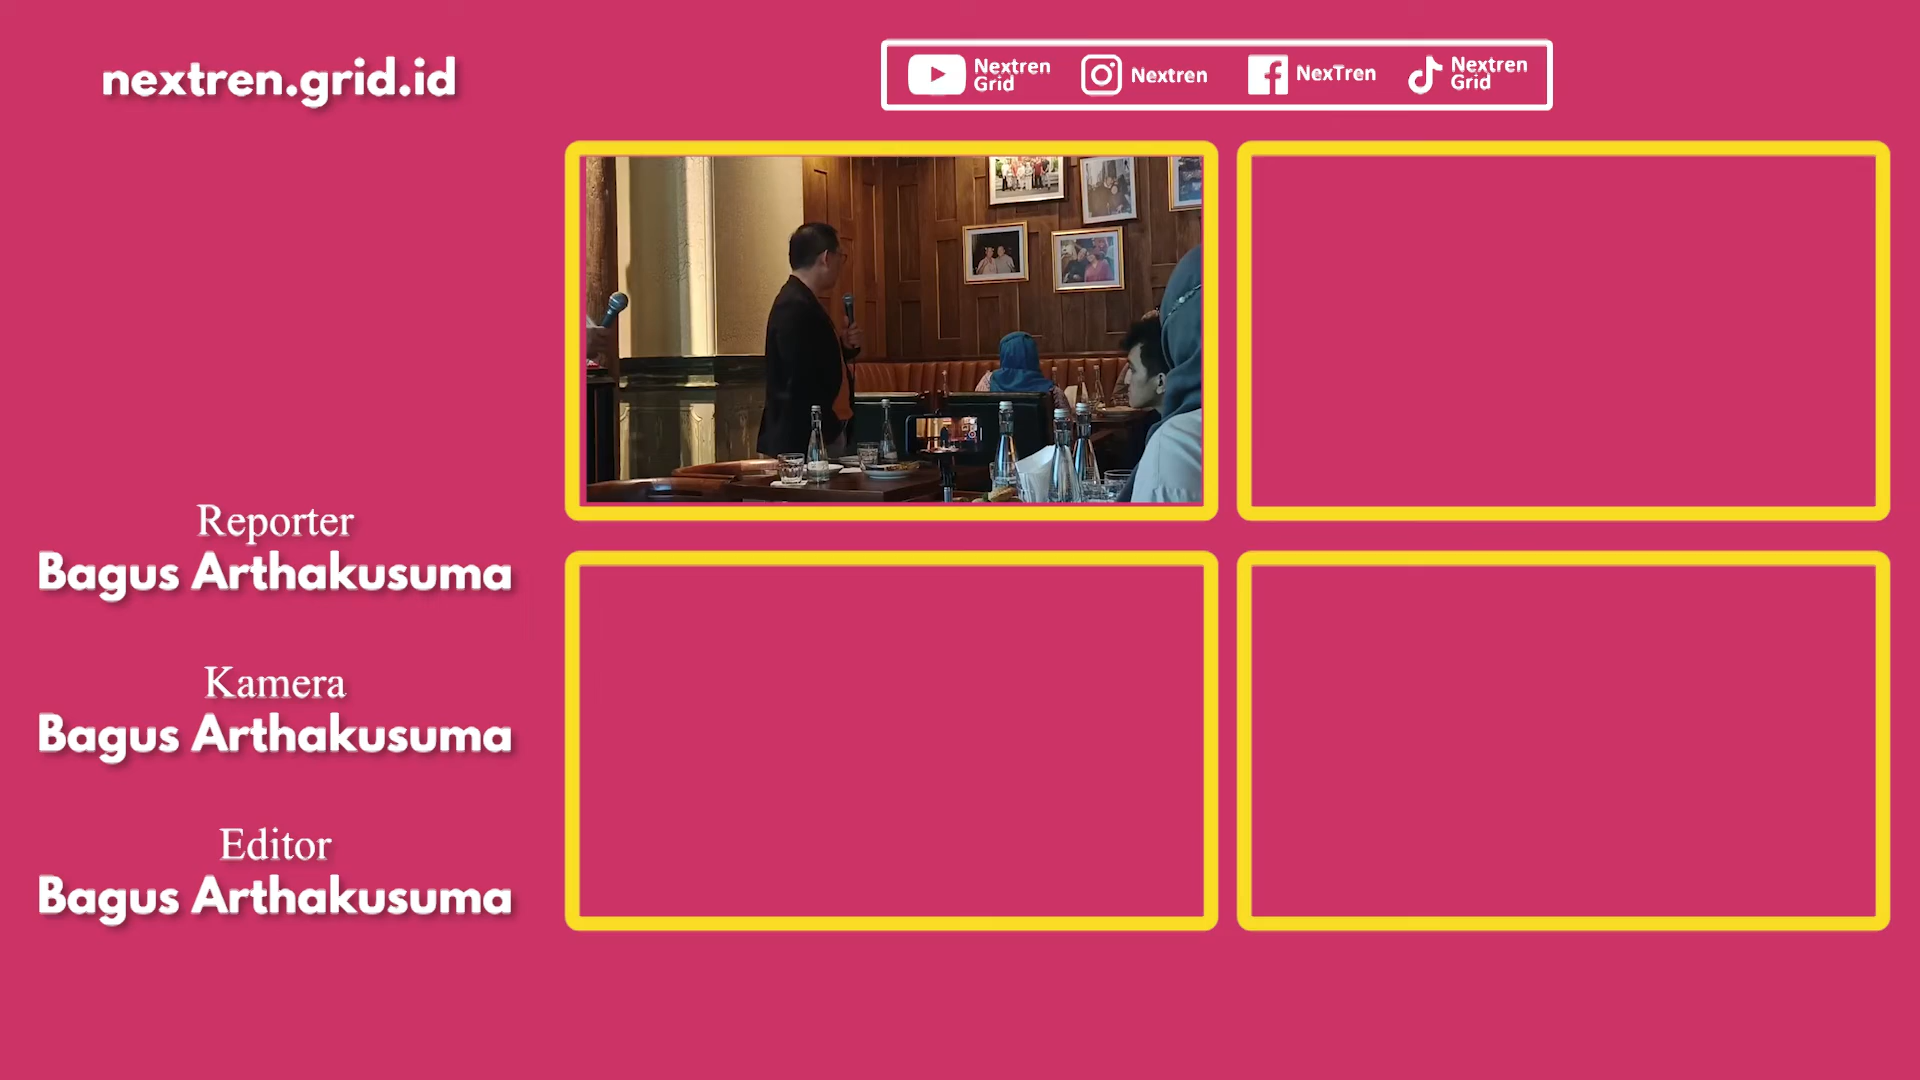 nextren.grid.id
Nextren
Grid
Nextren
NexTren
Nextren
Grid
Reporter
Bagus Arthakusuma
Kamera
Bagus Arthakusuma
Editor
Bagus Arthakusuma